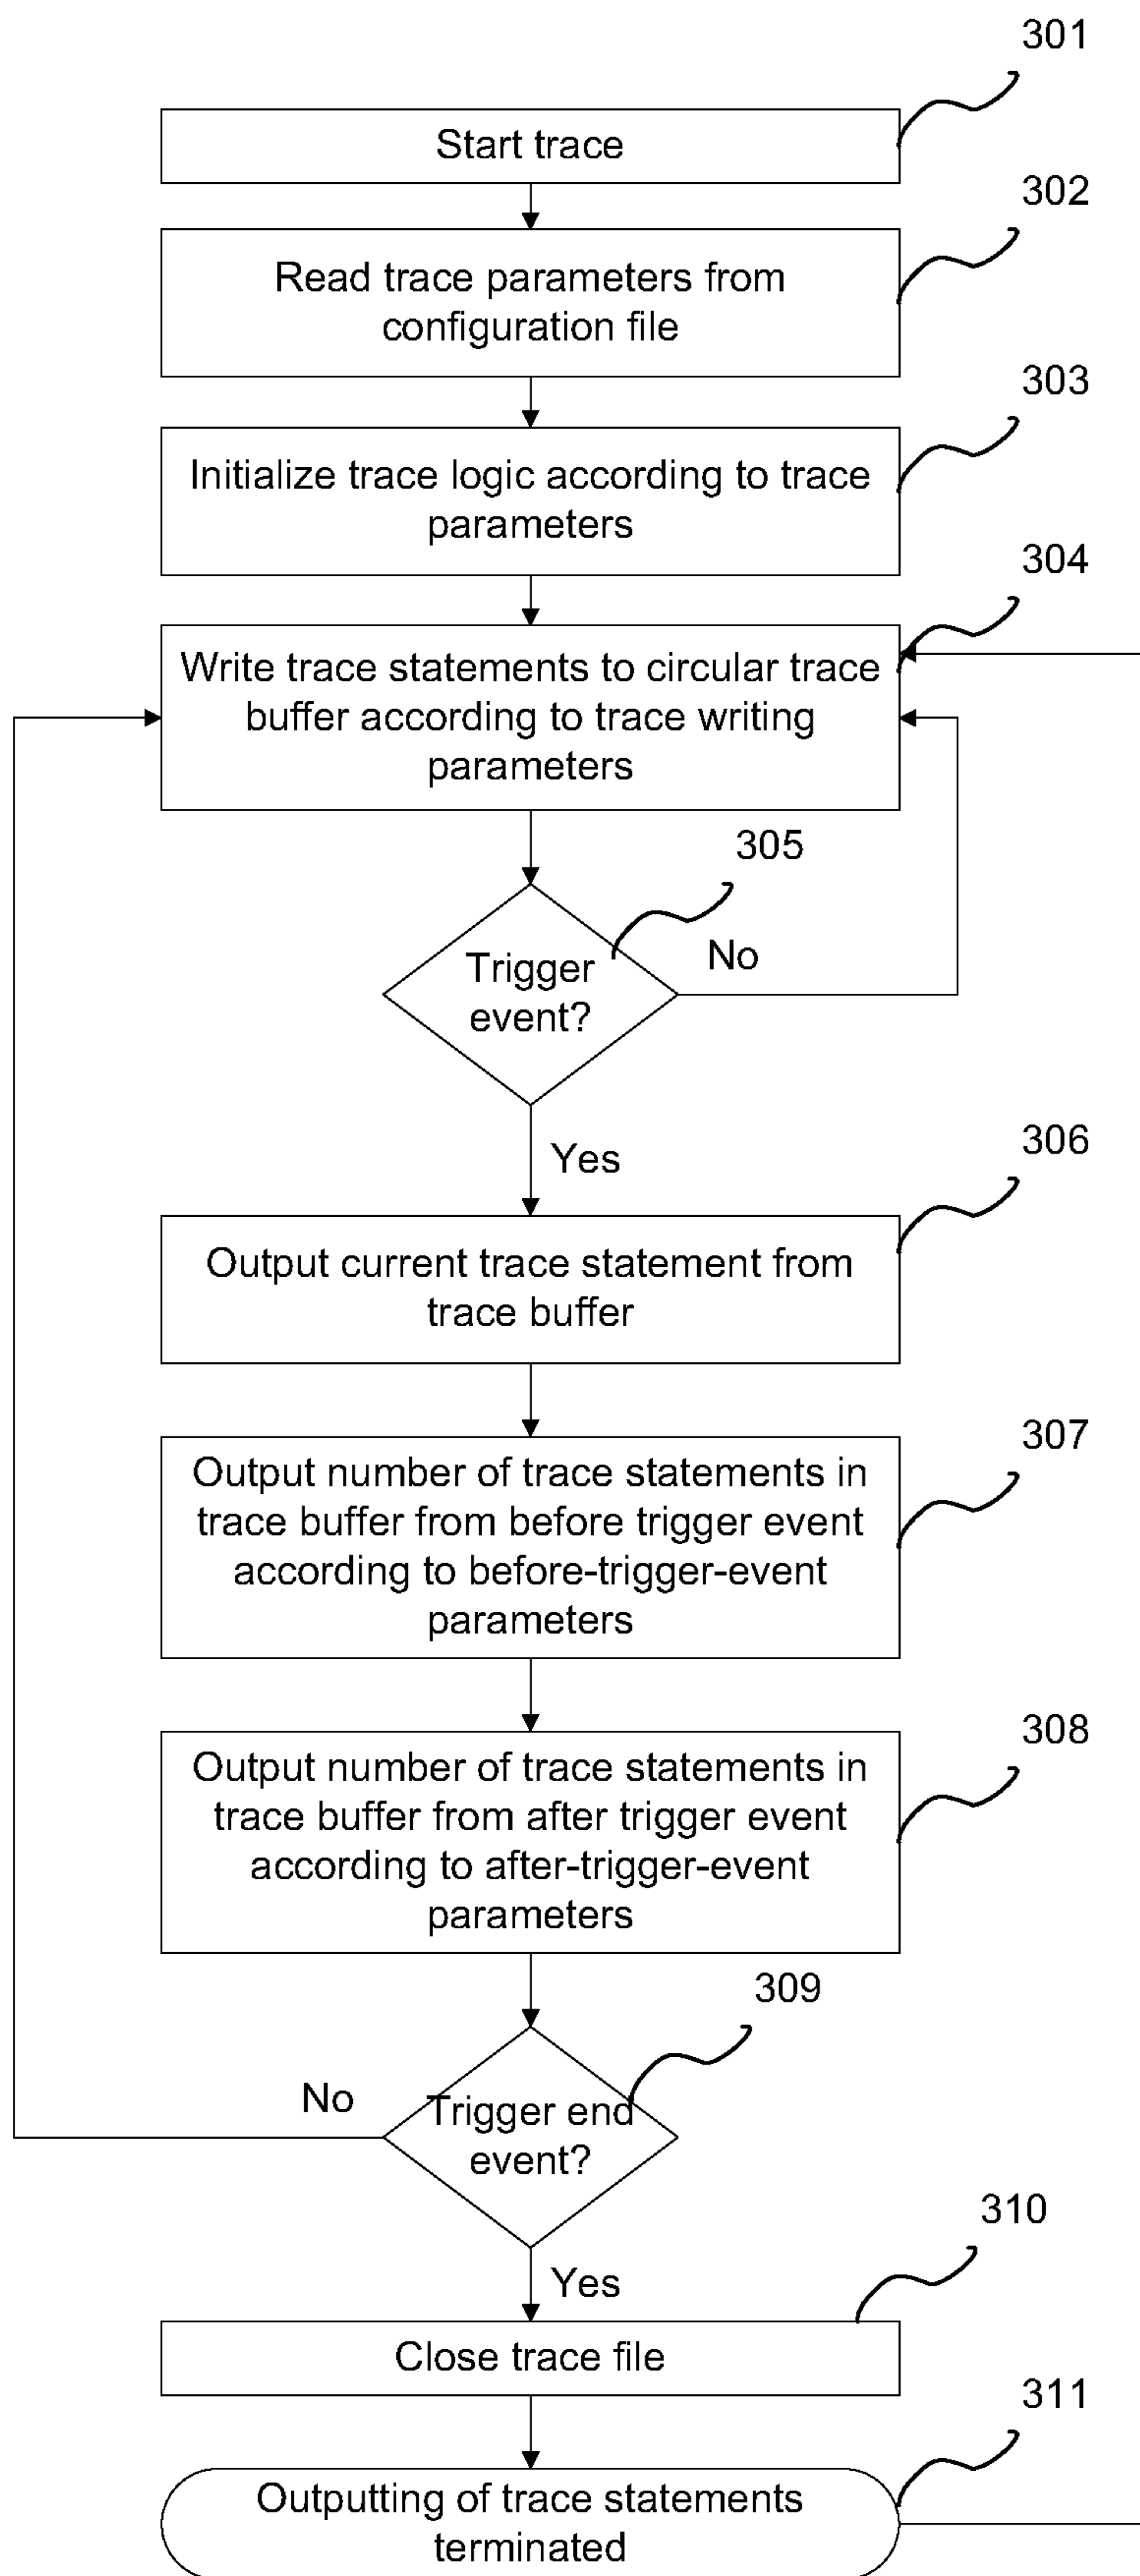 301
Start trace
302
Read trace parameters from
configuration file
303
Initialize trace logic according to trace
parameters
304
Write trace statements to circular trace
buffer according to trace writing
parameters
305
Trigger
event?
No
Yes
306
Output current trace statement from
trace buffer
307
Output number of trace statements in
trace buffer from before trigger event
according to before-trigger-event
parameters
308
Output number of trace statements in
trace buffer from after trigger event
according to after-trigger-event
parameters
309
No
Trigger end
event?
310
Yes
Close trace file
311
Outputting of trace statements
terminated